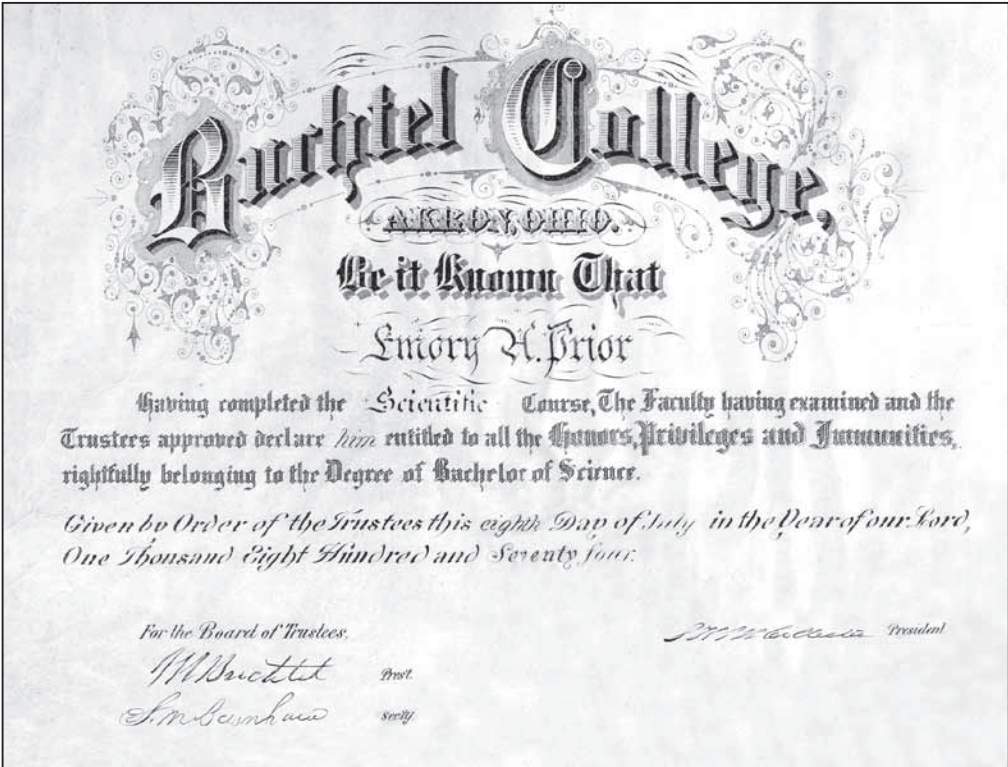 Buchtel College,
AKRON, OHIO.
Be it Known That
Emory A. Prior
Having completed the Scientific Course, The Faculty having examined and the
Trustees approved declare him entitled to all the Honors, Privileges and Immunities,
rightfully belonging to the Degree of Bachelor of Science.
Given by Order of the Trustees this eighth Day of July in the Year of our Lord,
One Thousand Eight Hundred and Seventy four.
For the Board of Trustees.
President
Buchtel Prest.
S. M. Secty.